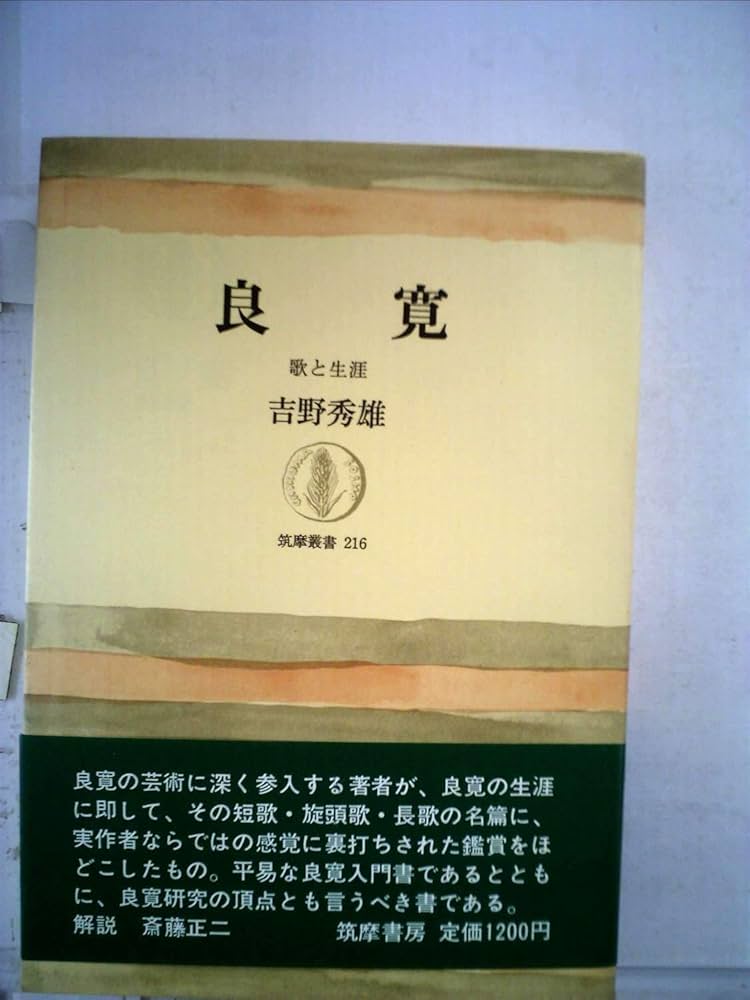 良寛
歌と生涯
吉野秀雄
筑摩叢書 216
良寛の芸術に深く参入する著者が、良寛の生涯
に即して、その短歌・旋頭歌・長歌の名篇に、
実作者ならではの感覚に裏打ちされた鑑賞をほ
どこしたもの。平易な良寛入門書であるととも
に、良寛研究の頂点とも言うべき書である。
解説 斎藤正二 筑摩書房 定価1200円